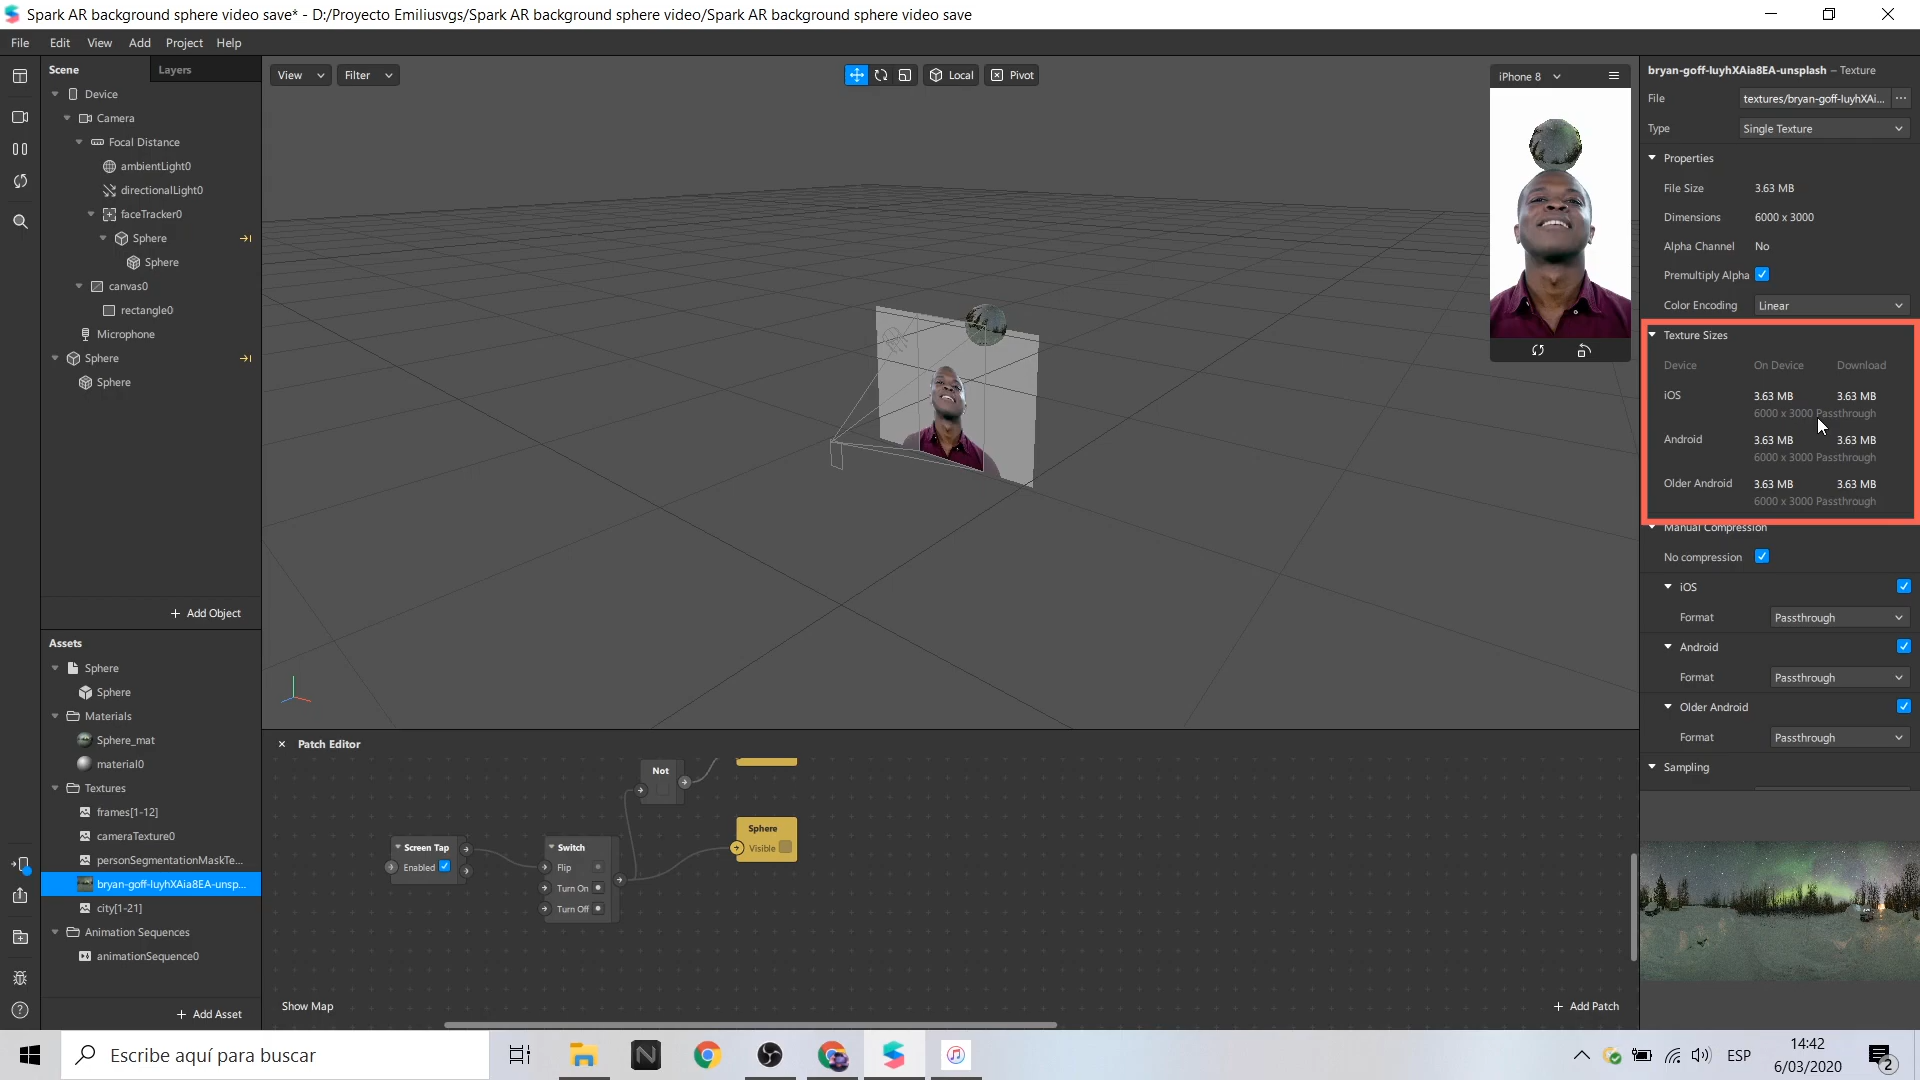 Spark AR background sphere video save* - D:/Proyecto Emiliusvgs/Spark AR background sphere video/Spark AR background sphere video save
File Edit View Add Project Help
Scene Layers
Device
Camera
Focal Distance
ambientLight0
directionalLight0
faceTracker0
Sphere
Sphere
canvas0
rectangle0
Microphone
Sphere
Sphere
+ Add Object
Assets
Sphere
Sphere
Materials
Sphere_mat
material0
Textures
frames[1-12]
cameraTexture0
personSegmentationMaskTe...
bryan-goff-IuyhXAia8EA-unsp...
city[1-21]
Animation Sequences
animationSequence0
+ Add Asset
View Filter
Local Pivot
iPhone 8
Patch Editor
Not
Sphere
Visible
Screen Tap
Enabled
Switch
Flip
Turn On
Turn Off
Show Map
+ Add Patch
bryan-goff-IuyhXAia8EA-unsplash – Texture
File textures/bryan-goff-IuyhXAi... ...
Type Single Texture
Properties
File Size 3.63 MB
Dimensions 6000 x 3000
Alpha Channel No
Premultiply Alpha
Color Encoding Linear
Texture Sizes
Device On Device Download
iOS 3.63 MB 3.63 MB
6000 x 3000 Passthrough
Android 3.63 MB 3.63 MB
6000 x 3000 Passthrough
Older Android 3.63 MB 3.63 MB
6000 x 3000 Passthrough
Manual Compression
No compression
iOS
Format Passthrough
Android
Format Passthrough
Older Android
Format Passthrough
Sampling
Escribe aquí para buscar
ESP
14:42
6/03/2020
2